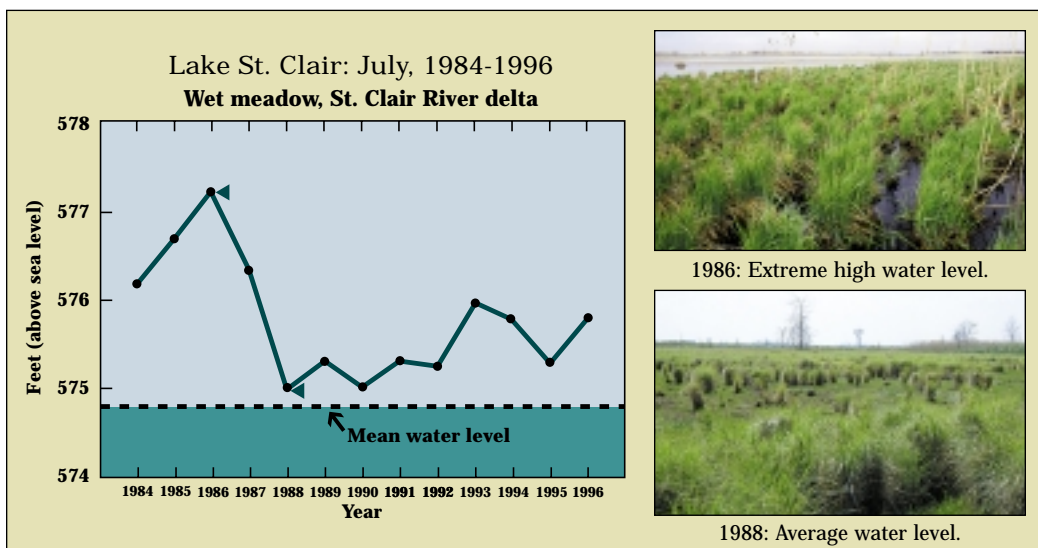 Lake St. Clair: July, 1984-1996
Wet meadow, St. Clair River delta
578
577
576
575
574
Feet (above sea level)
Mean water level
1984 1985 1986 1987 1988 1989 1990 1991 1992 1993 1994 1995 1996
Year
1986: Extreme high water level.
1988: Average water level.